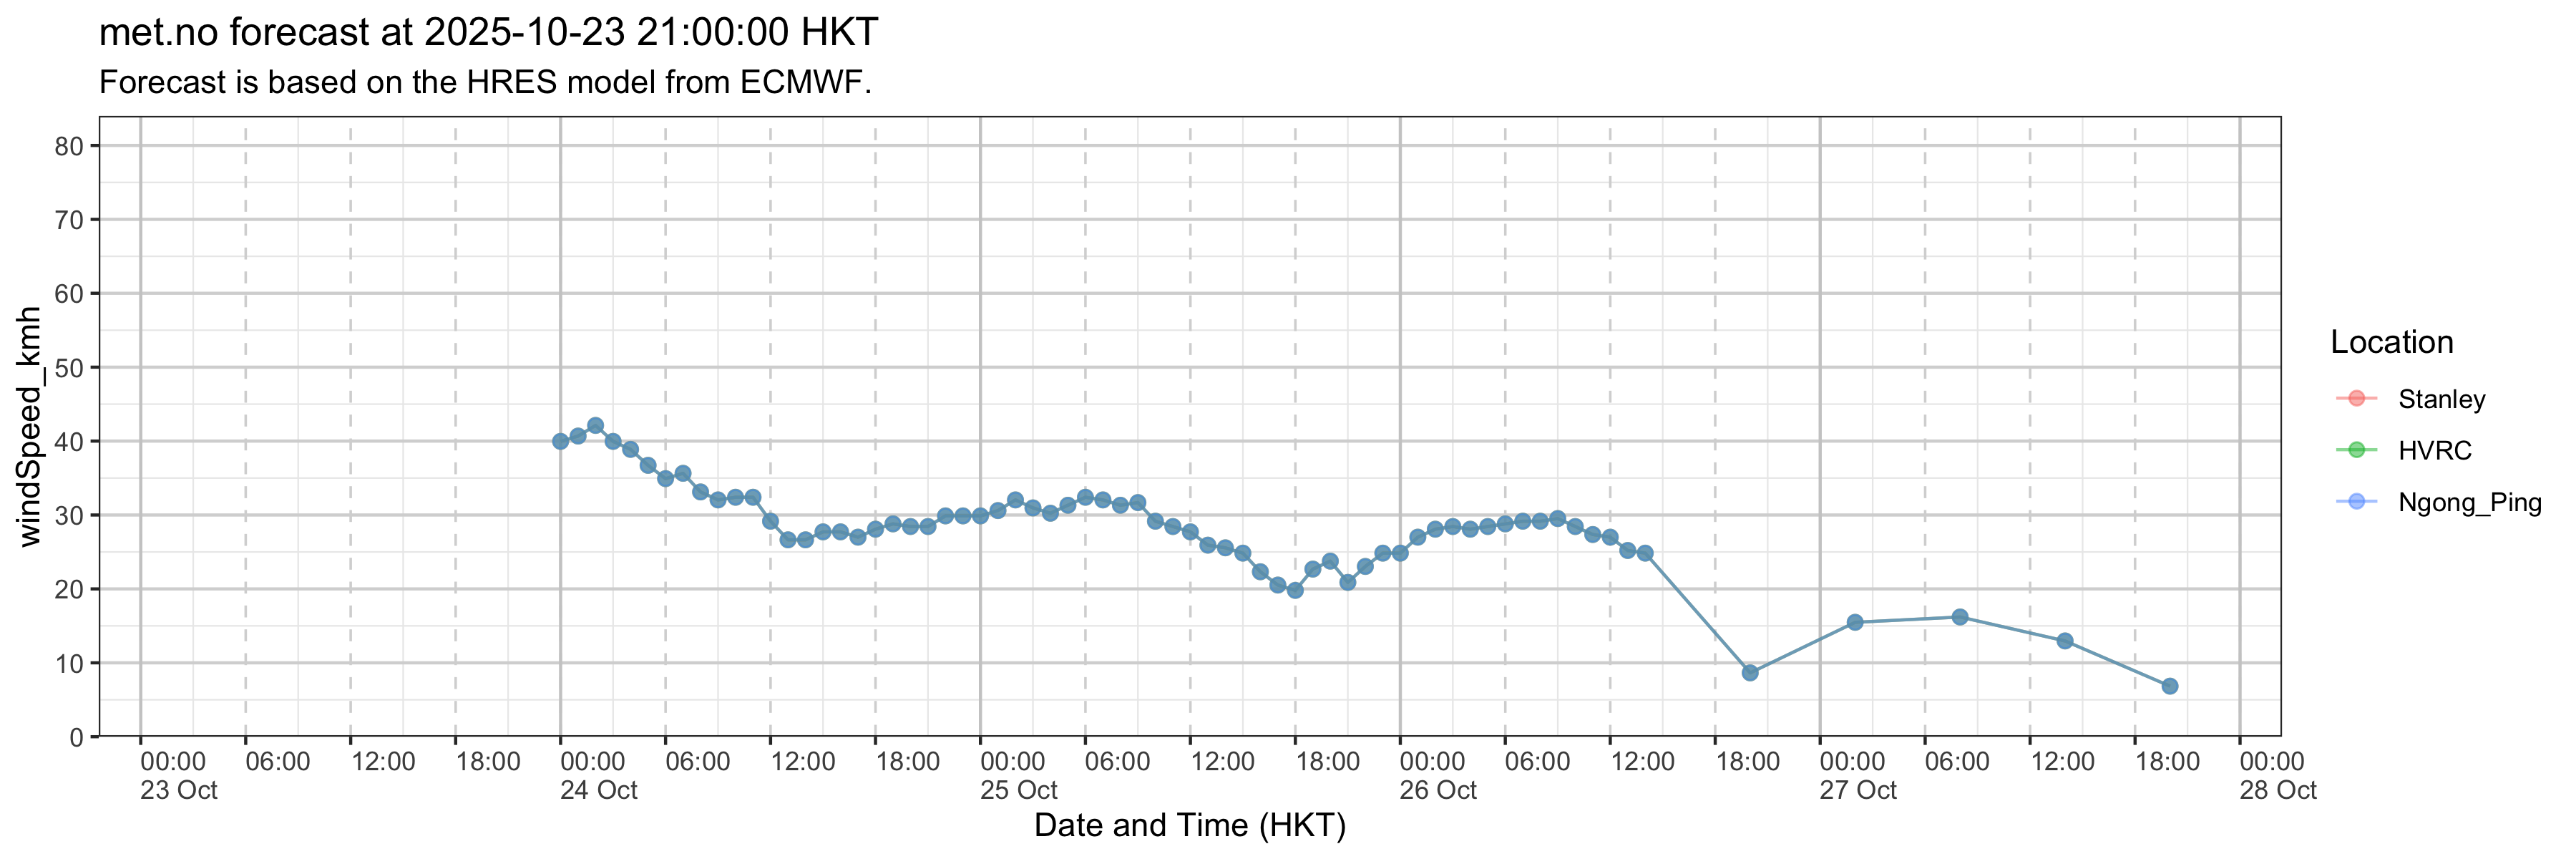 met.no forecast at 2025-10-23 21:00:00 HKT
Forecast is based on the HRES model from ECMWF.
windSpeed_kmh
80
70
60
50
40
30
20
10
0
00:00 06:00 12:00 18:00 00:00 06:00 12:00 18:00 00:00 06:00 12:00 18:00 00:00 06:00 12:00 18:00 00:00 06:00 12:00 18:00 00:00
23 Oct 24 Oct 25 Oct 26 Oct 27 Oct 28 Oct
Date and Time (HKT)
Location
Stanley
HVRC
Ngong_Ping